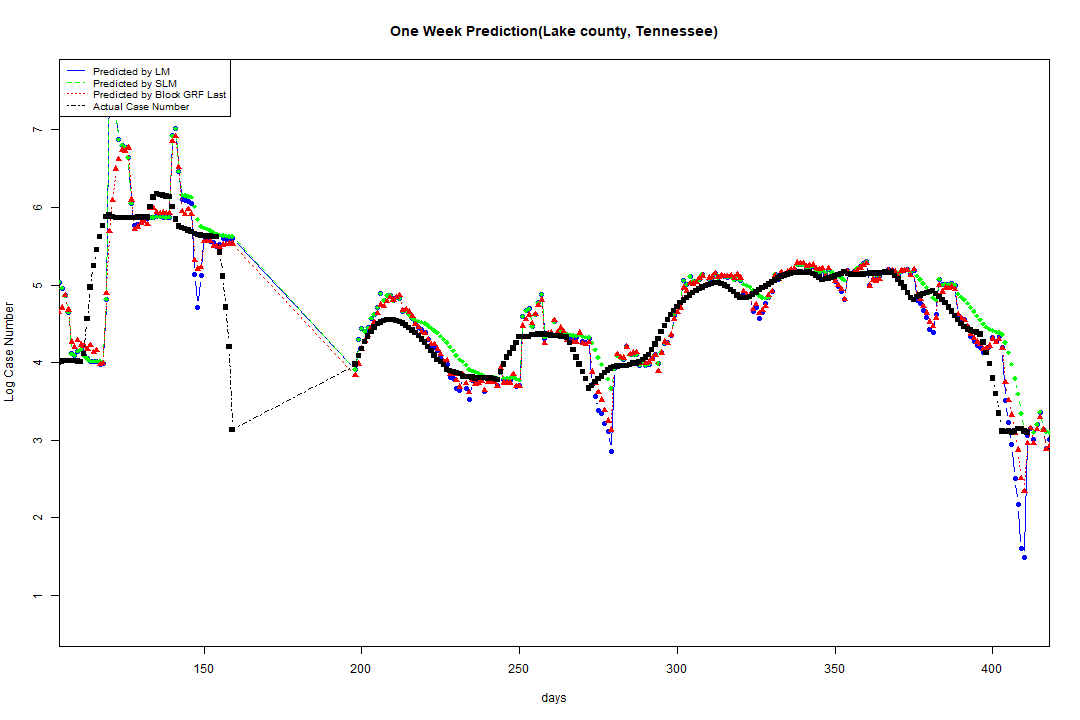 One Week Prediction(Lake county, Tennessee)
Predicted by LM
Predicted by SLM
Predicted by Block GRF Last
Actual Case Number
7
6
5
4
3
2
1
Log Case Number
150 200 250 300 350 400
days